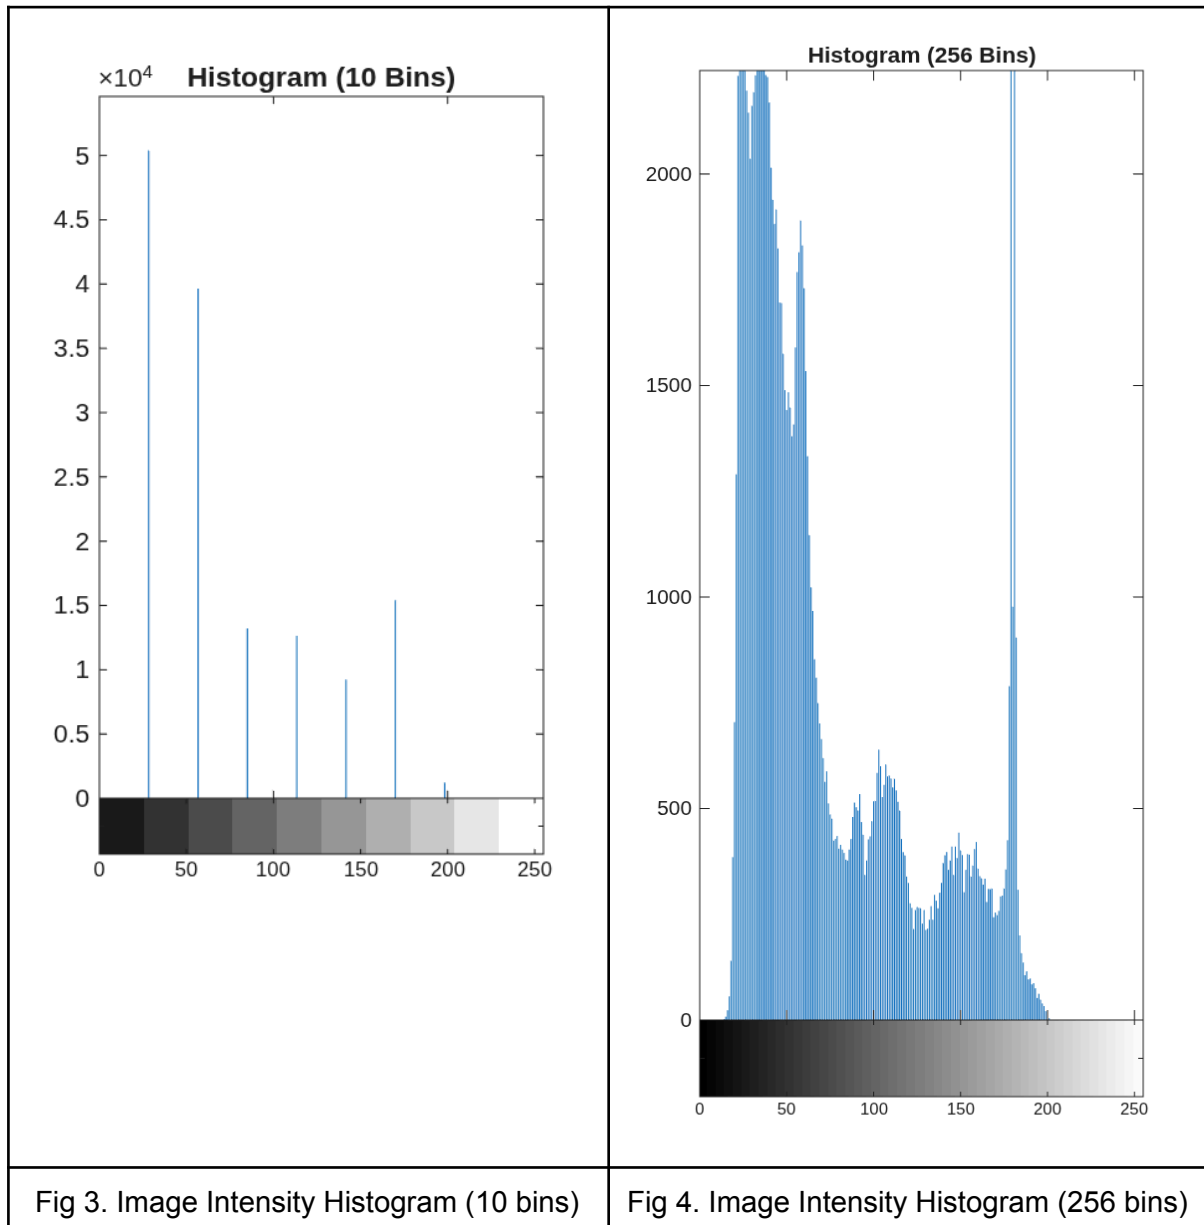 ×10⁴ Histogram (10 Bins)
5
4.5
4
3.5
3
2.5
2
1.5
1
0.5
0
0 50 100 150 200 250
Histogram (256 Bins)
2000
1500
1000
500
0
0 50 100 150 200 250
Fig 3. Image Intensity Histogram (10 bins)
Fig 4. Image Intensity Histogram (256 bins)